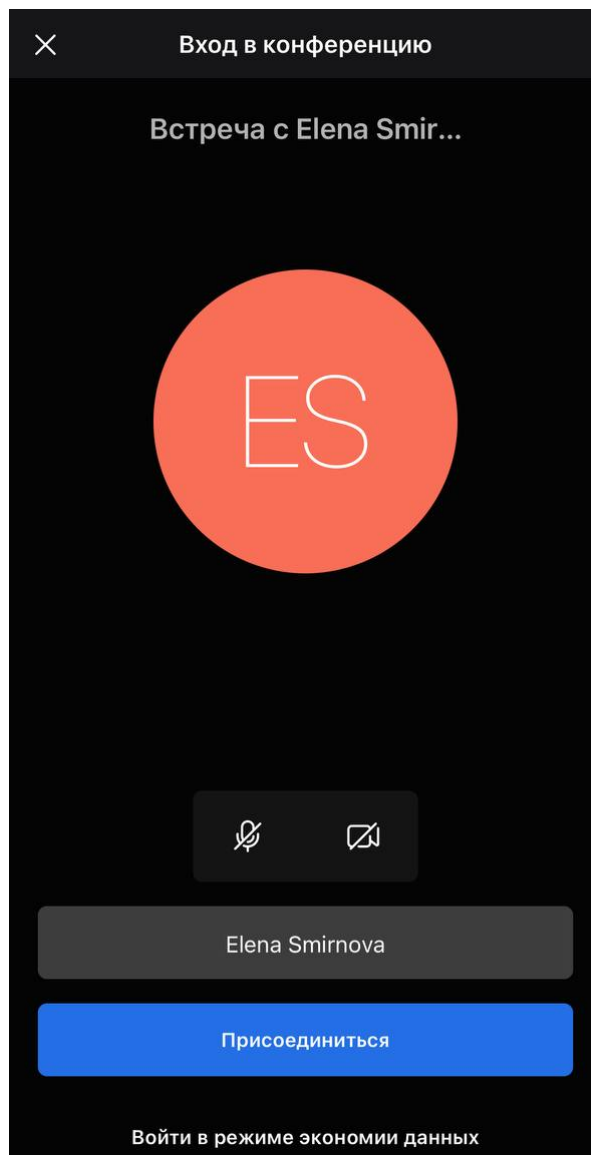 Вход в конференцию
Встреча с Elena Smir...
ES
Elena Smirnova
Присоединиться
Войти в режиме экономии данных